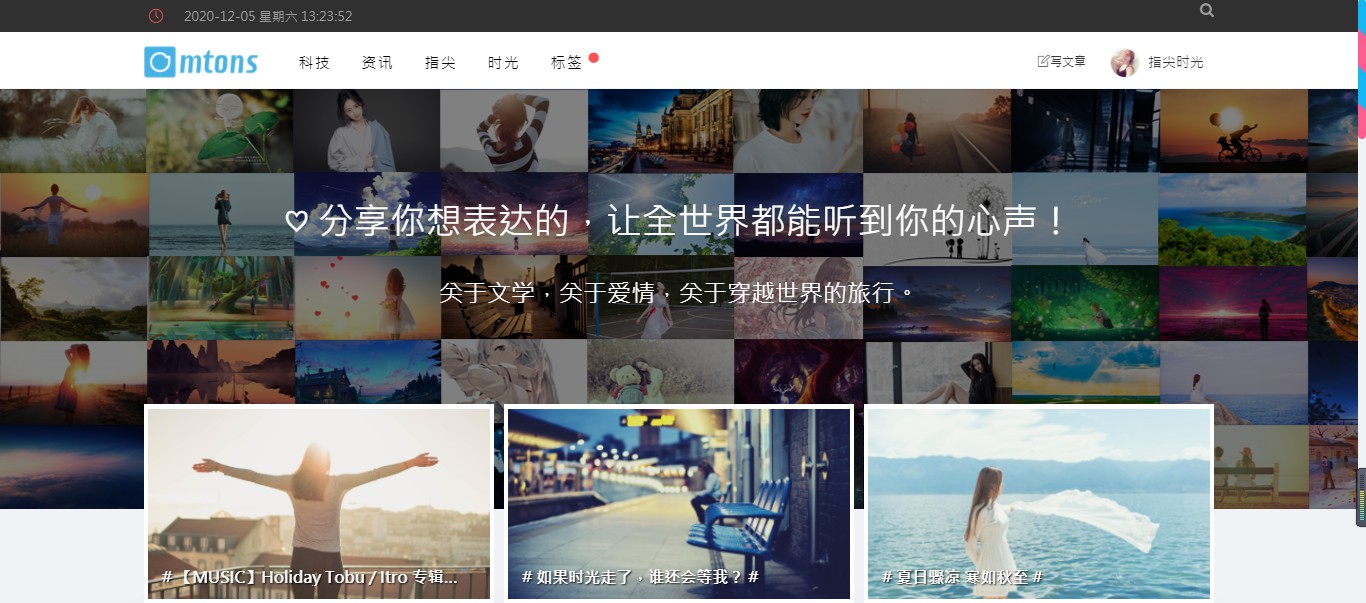 2020-12-05 星期六 13:23:52
mtons 科技 资讯 指尖 时光 标签 写文章 指尖时光
♡ 分享你想表达的，让全世界都能听到你的心声！
关于文学，关于爱情，关于穿越世界的旅行。
#【MUSIC】Holiday Tobu / Itro 专辑...
# 如果时光走了，谁还会等我？ #
# 夏日骤凉 寒如秋至 #